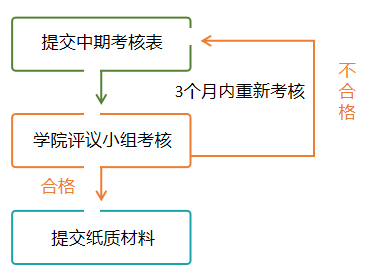 提交中期考核表
3个月内重新考核
不合格
学院评议小组考核
合格
提交纸质材料